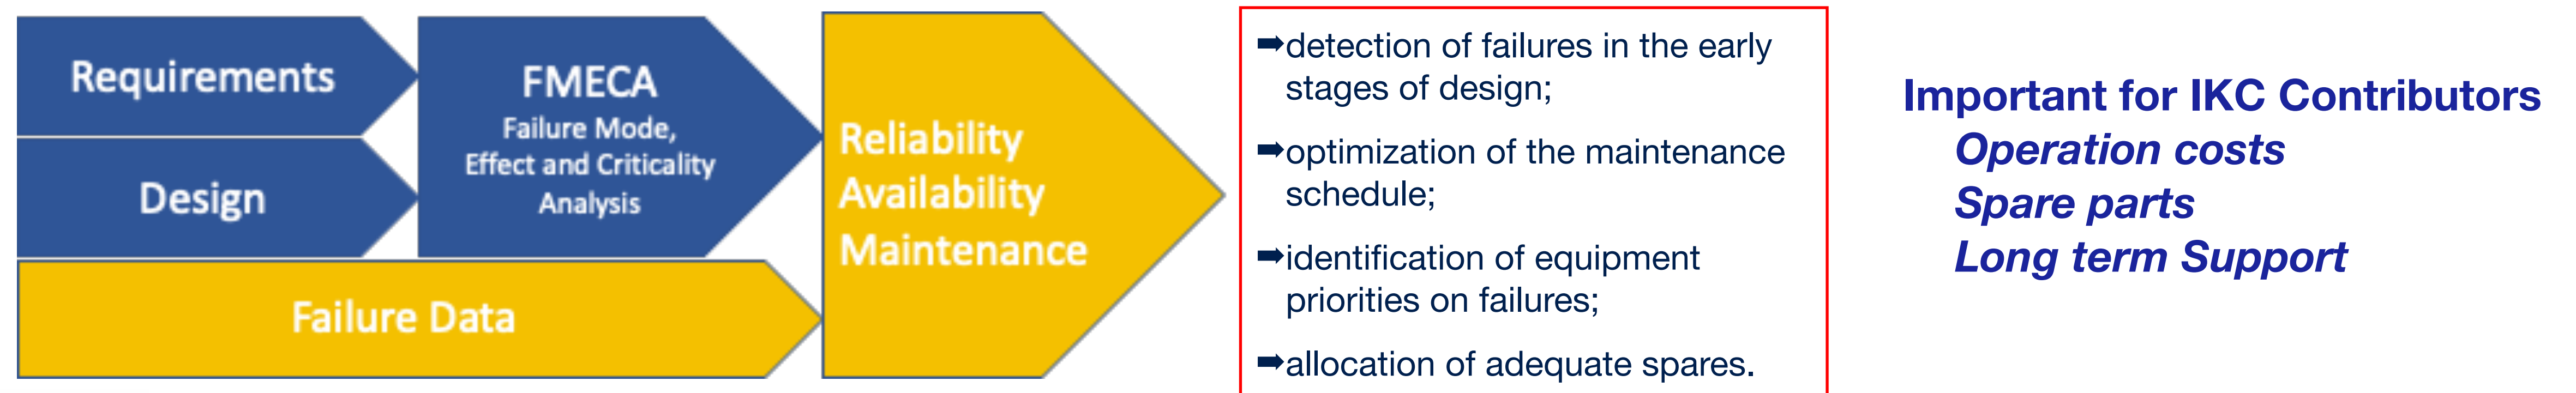 Requirements
Design
FMECA
Failure Mode,
Effect and Criticality
Analysis
Failure Data
Reliability
Availability
Maintenance
➡detection of failures in the early
stages of design;
➡optimization of the maintenance
schedule;
➡identification of equipment
priorities on failures;
➡allocation of adequate spares.
Important for IKC Contributors
Operation costs
Spare parts
Long term Support